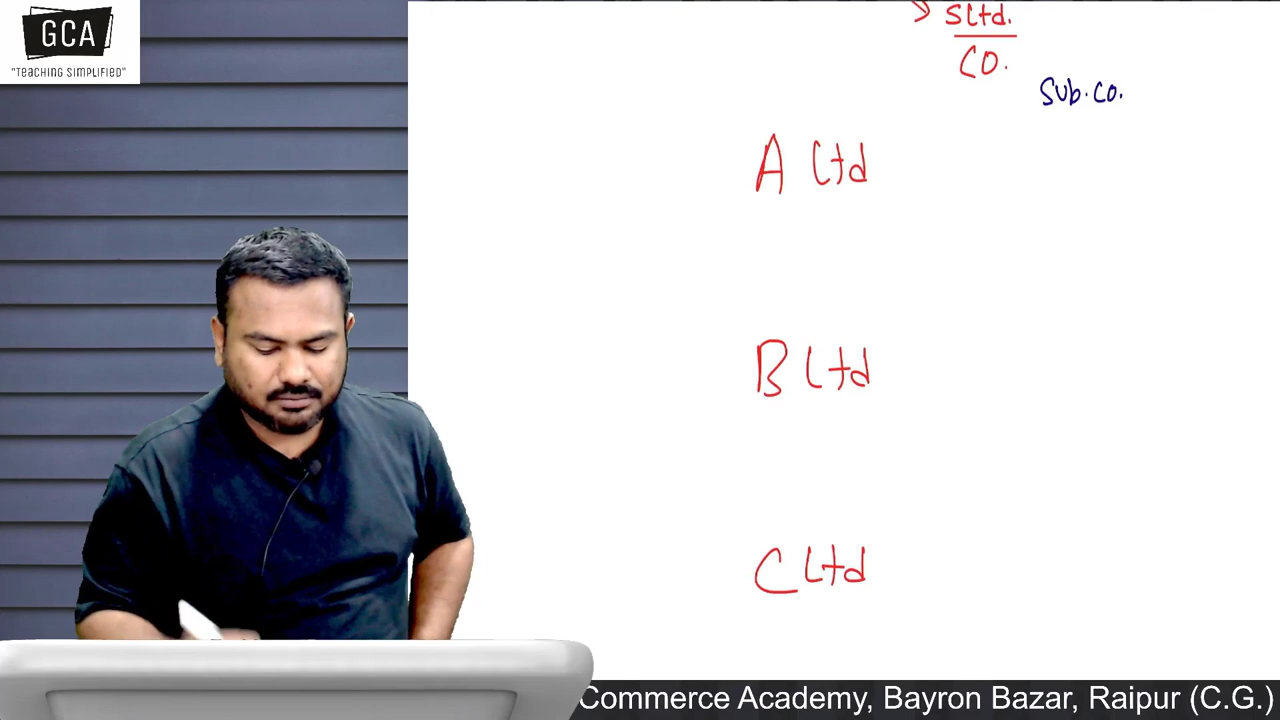 GCA
"TEACHING SIMPLIFIED"
S Ltd.
CO.
Sub. Co.
A Ltd
B Ltd
C Ltd
Commerce Academy, Bayron Bazar, Raipur (C.G.)